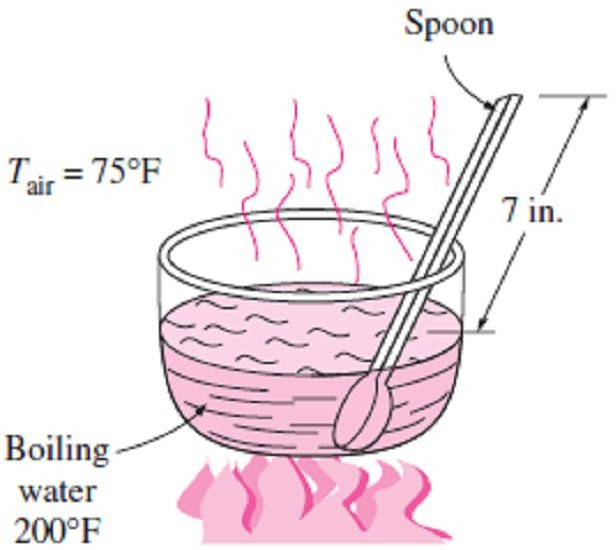 Spoon
T_air = 75°F
7 in.
Boiling
water
200°F